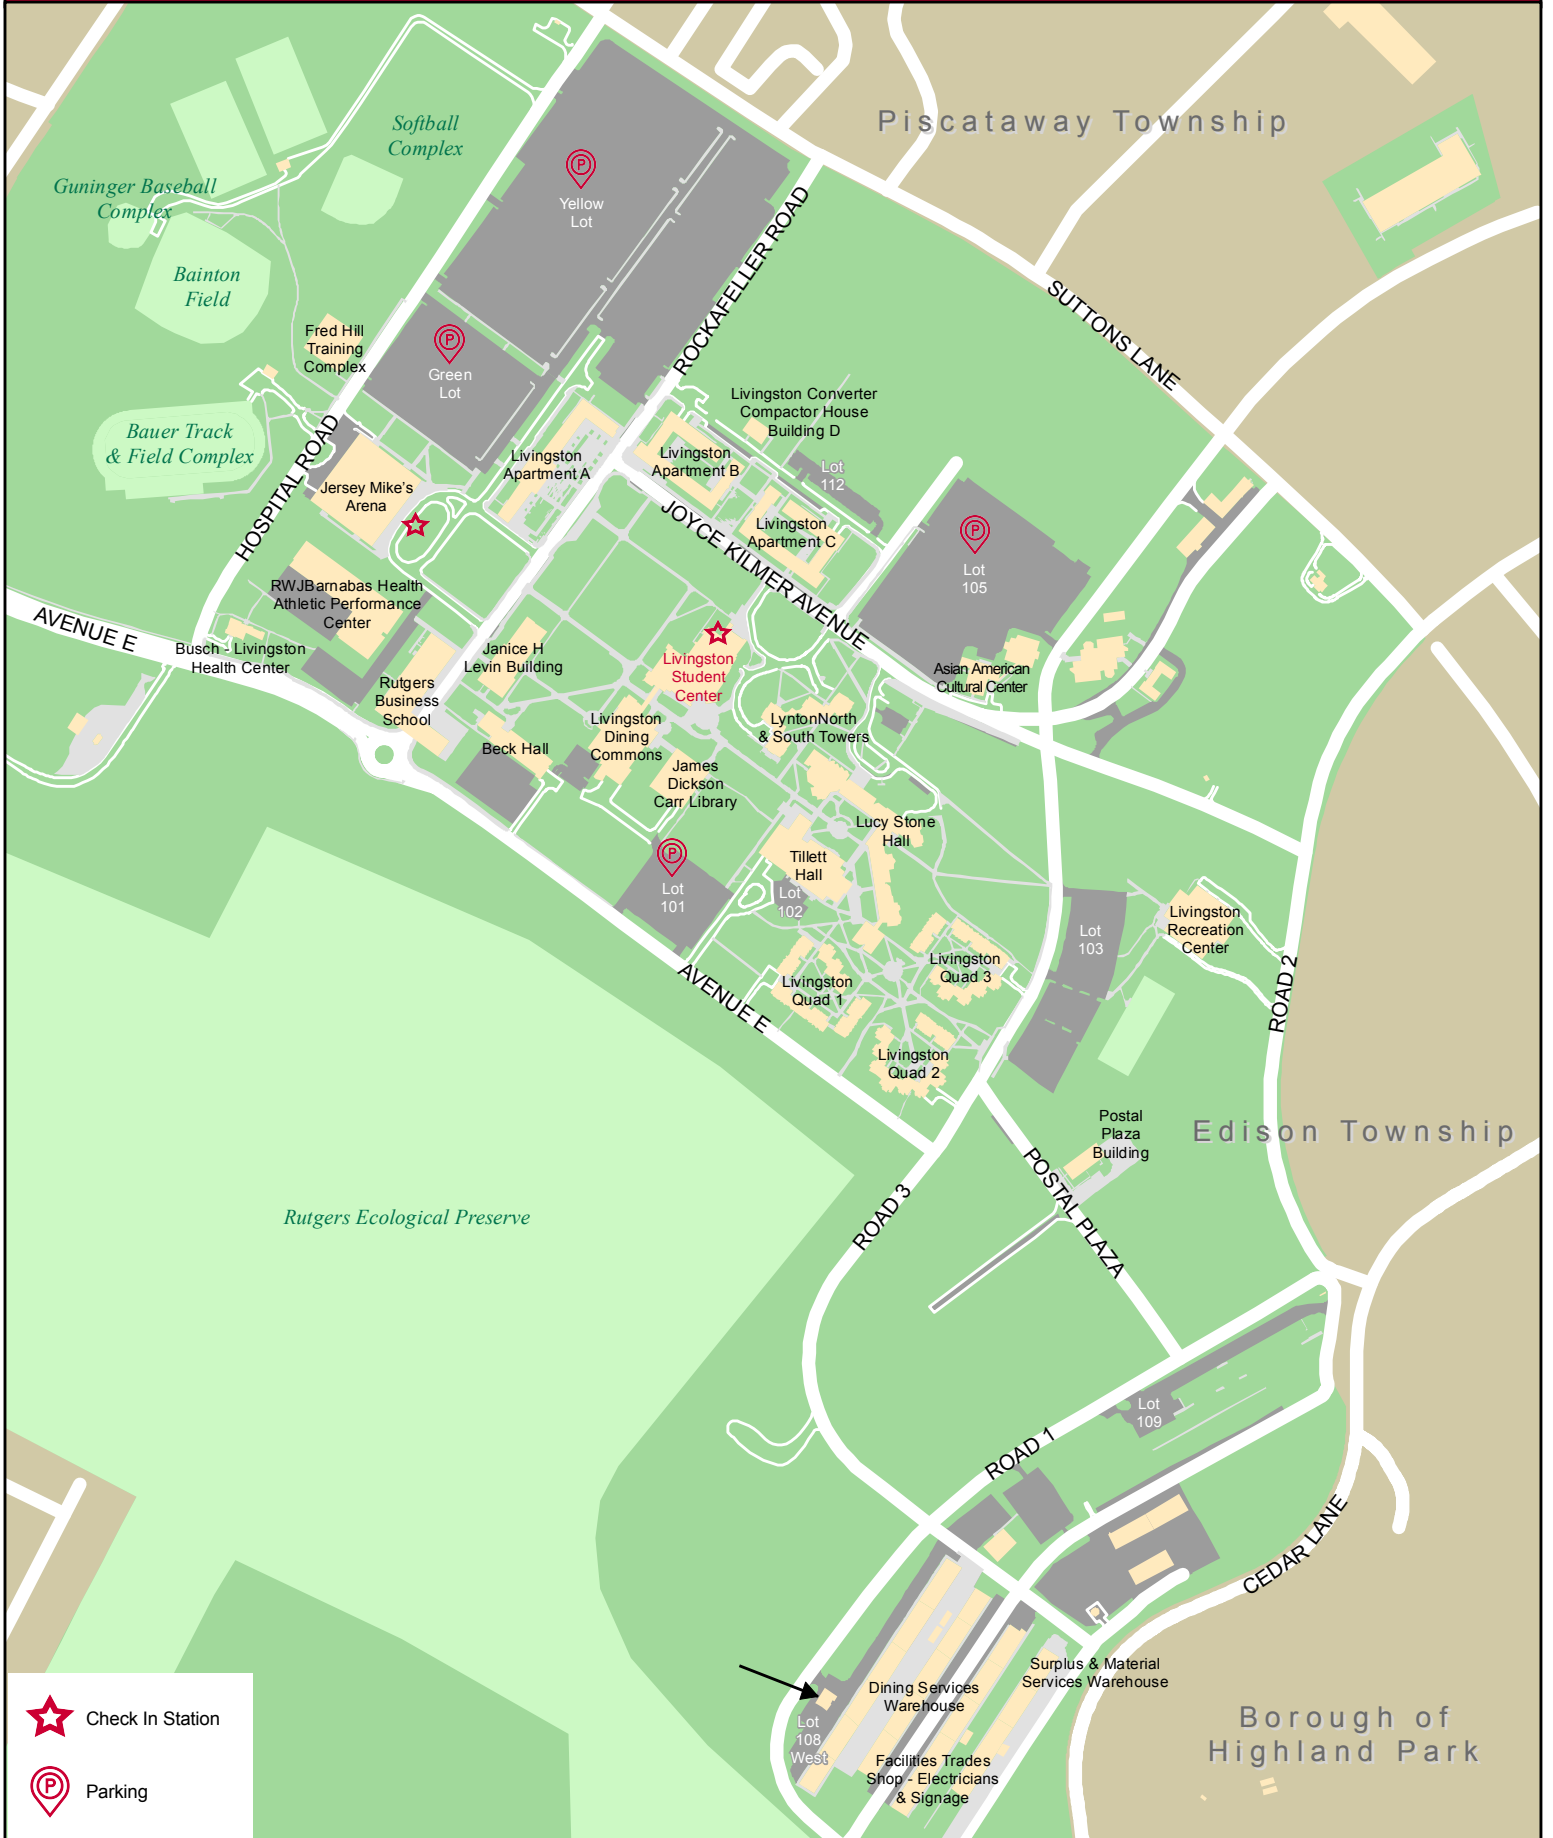 Piscataway Township
Softball
Complex
Guninger Baseball
Complex
P
Yellow
Lot
Bainton
Field
ROCKAFELLER ROAD
SUTTONS LANE
Fred Hill
Training
Complex
P
Green
Lot
Livingston Converter
Compactor House
Building D
Bauer Track
& Field Complex
HOSPITAL ROAD
Livingston
Apartment A
Livingston
Apartment B
Lot
112
Jersey Mike's
Arena
JOYCE KILMER AVENUE
Livingston
Apartment C
P
Lot
105
RWJBarnabas Health
Athletic Performance
Center
AVENUE E
Busch - Livingston
Health Center
Janice H
Levin Building
Livingston
Student
Center
Asian American
Cultural Center
Rutgers
Business
School
Livingston
Dining
Commons
LyntonNorth
& South Towers
Beck Hall
James
Dickson
Carr Library
Lucy Stone
Hall
P
Lot
101
Tillett
Hall
Lot
102
Lot
103
Livingston
Recreation
Center
Livingston
Quad 3
AVENUE E
Livingston
Quad 1
ROAD 2
Livingston
Quad 2
Postal
Plaza
Building
Edison Township
POSTAL PLAZA
ROAD 3
Rutgers Ecological Preserve
Lot
109
ROAD 1
CEDAR LANE
Surplus & Material
Services Warehouse
Dining Services
Warehouse
Lot
108
West
Facilities Trades
Shop - Electricians
& Signage
Borough of
Highland Park
Check In Station
P
Parking